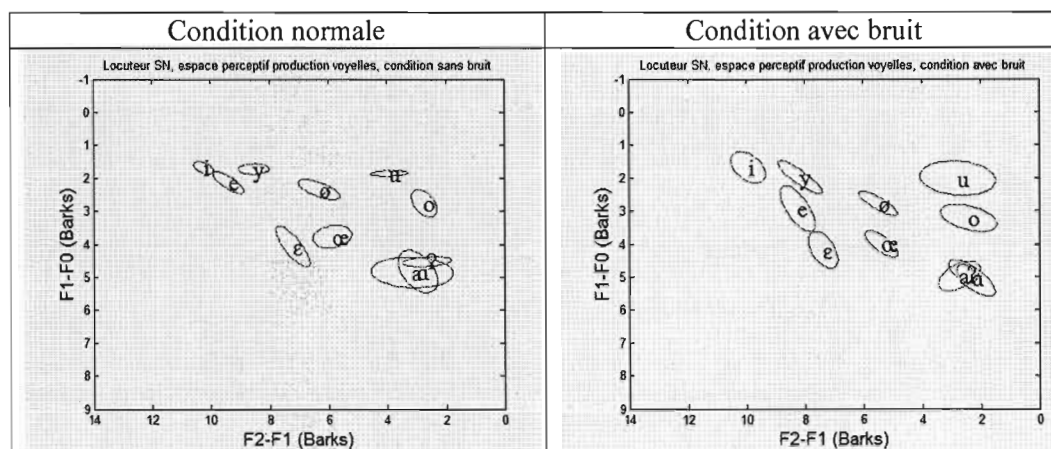 Condition normale
Condition avec bruit
Locuteur SN, espace perceptif production voyelles, condition sans bruit
-1
0
1
2
3
4
5
6
7
8
9
14
12
10
8
6
4
2
0
F1-F0 (Barks)
F2-F1 (Barks)
i
e
y
ø
u
o
ε
œ
a
Locuteur SN, espace perceptif production voyelles, condition avec bruit
-1
0
1
2
3
4
5
6
7
8
9
14
12
10
8
6
4
2
0
F1-F0 (Barks)
F2-F1 (Barks)
i
y
e
ø
u
o
ε
œ
a